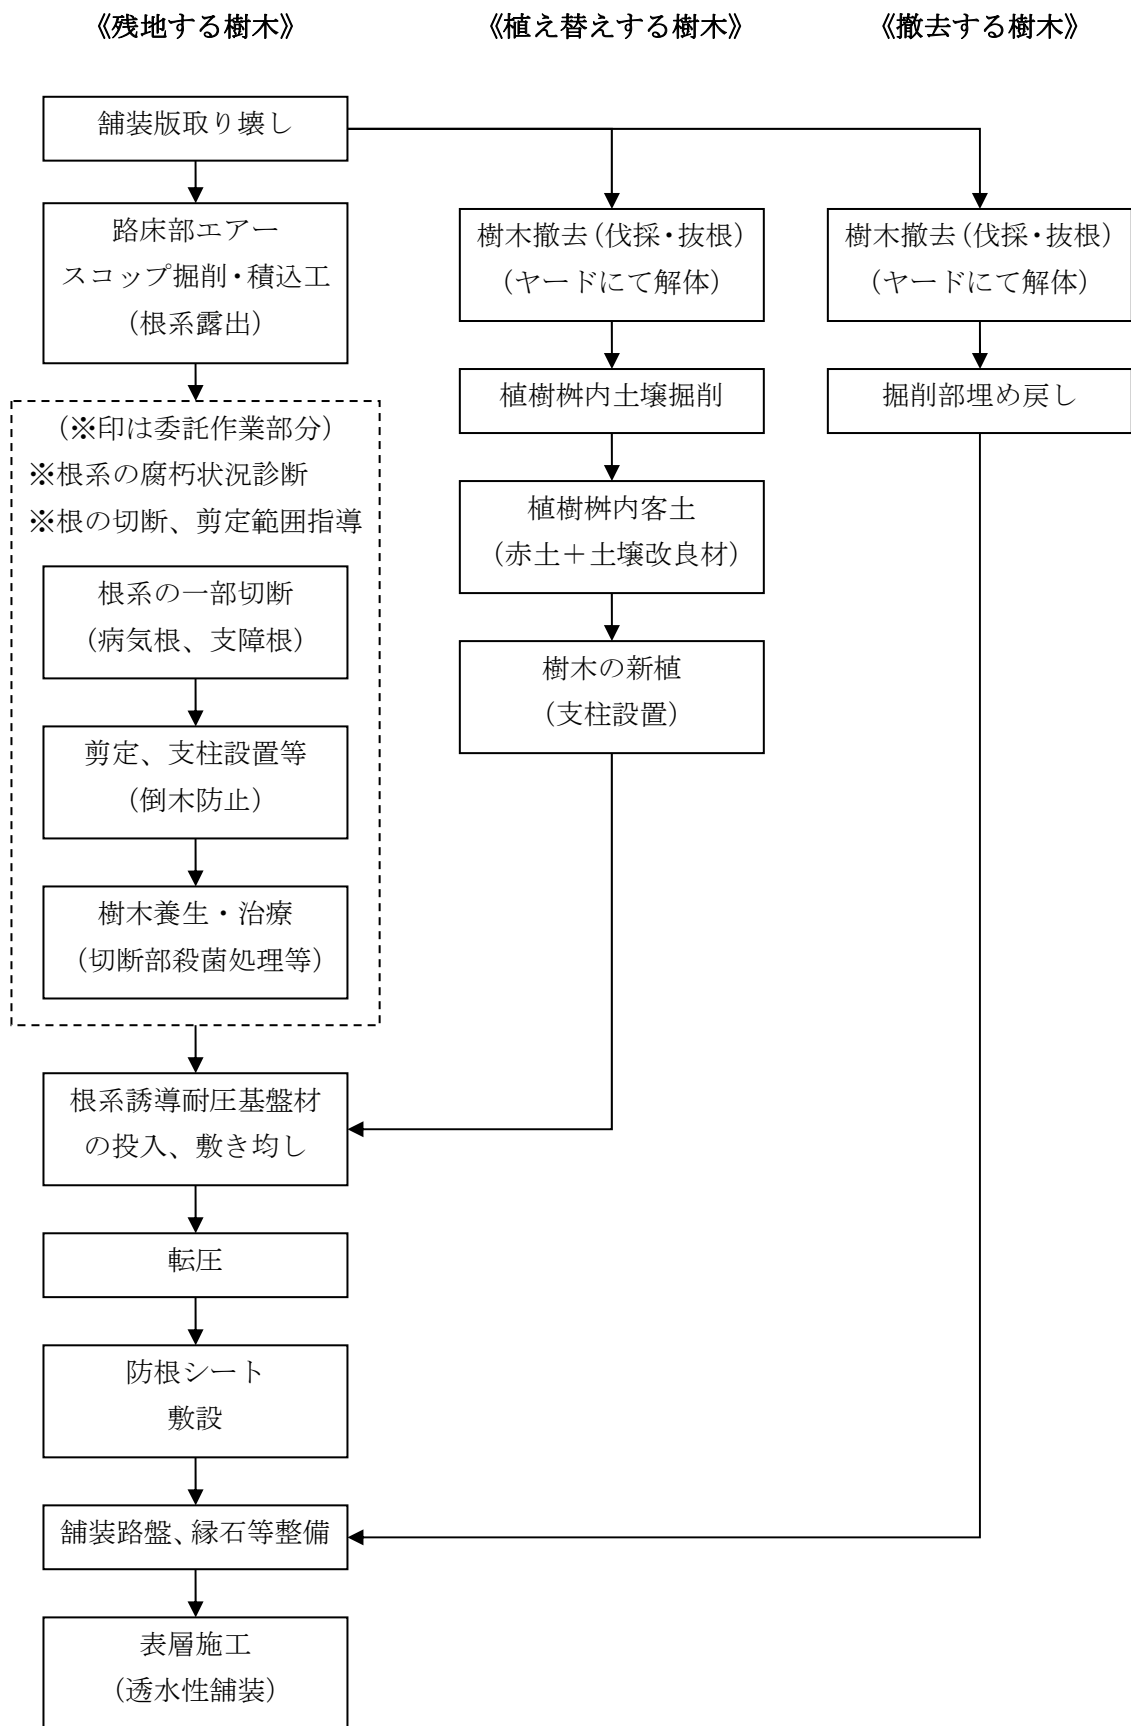 《残地する樹木》
舗装版取り壊し
路床部エアー
スコップ掘削・積込工
（根系露出）
（※印は委託作業部分）
※根系の腐朽状況診断
※根の切断、剪定範囲指導
根系の一部切断
（病気根、支障根）
剪定、支柱設置等
（倒木防止）
樹木養生・治療
（切断部殺菌処理等）
根系誘導耐圧基盤材
の投入、敷き均し
転圧
防根シート
敷設
舗装路盤、縁石等整備
表層施工
（透水性舗装）
《植え替えする樹木》
樹木撤去（伐採・抜根）
（ヤードにて解体）
植樹桝内土壌掘削
植樹桝内客土
（赤土＋土壌改良材）
樹木の新植
（支柱設置）
《撤去する樹木》
樹木撤去（伐採・抜根）
（ヤードにて解体）
掘削部埋め戻し